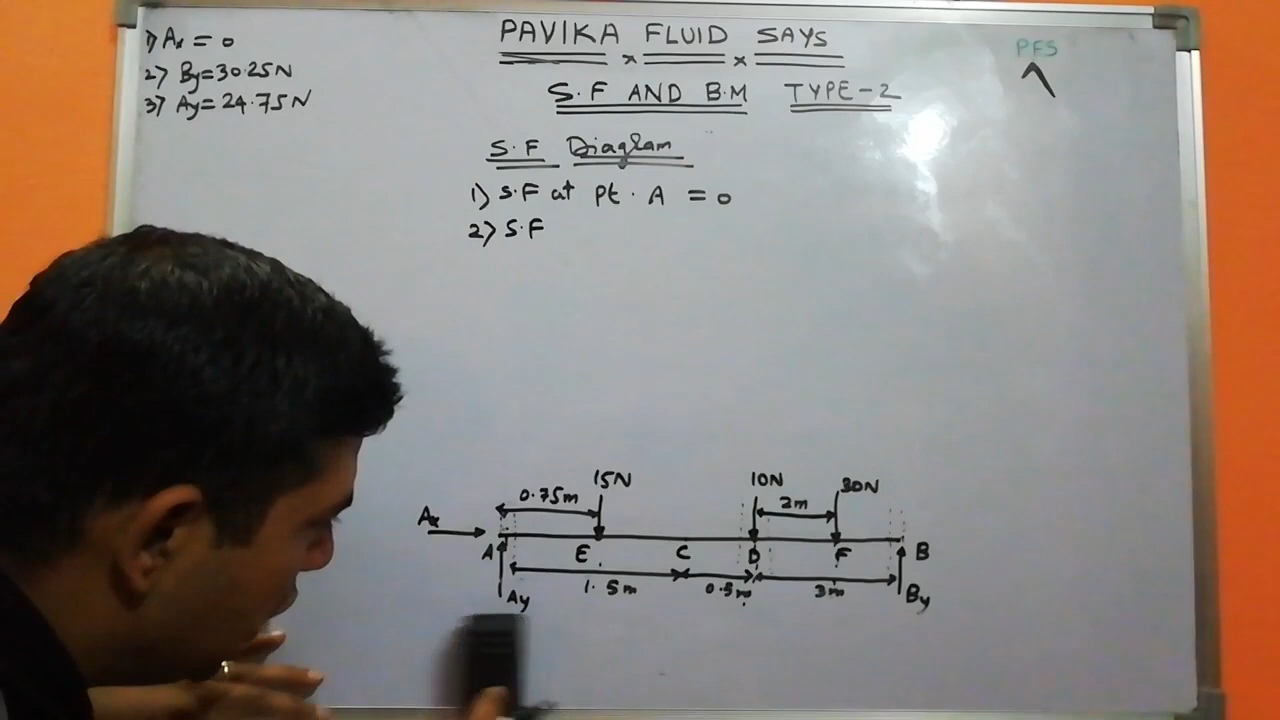 1) Ax = 0
2) By=30.25N
3) Ay=24.75N
PAVIKA FLUID SAYS
S.F AND B.M TYPE-2
PFS
S.F Diagram
1) S.F at pt. A = 0
2) S.F
15N 10N 30N
0.75m 2m
Ax
A E C D F B
1.5m 0.5m 3m
Ay By